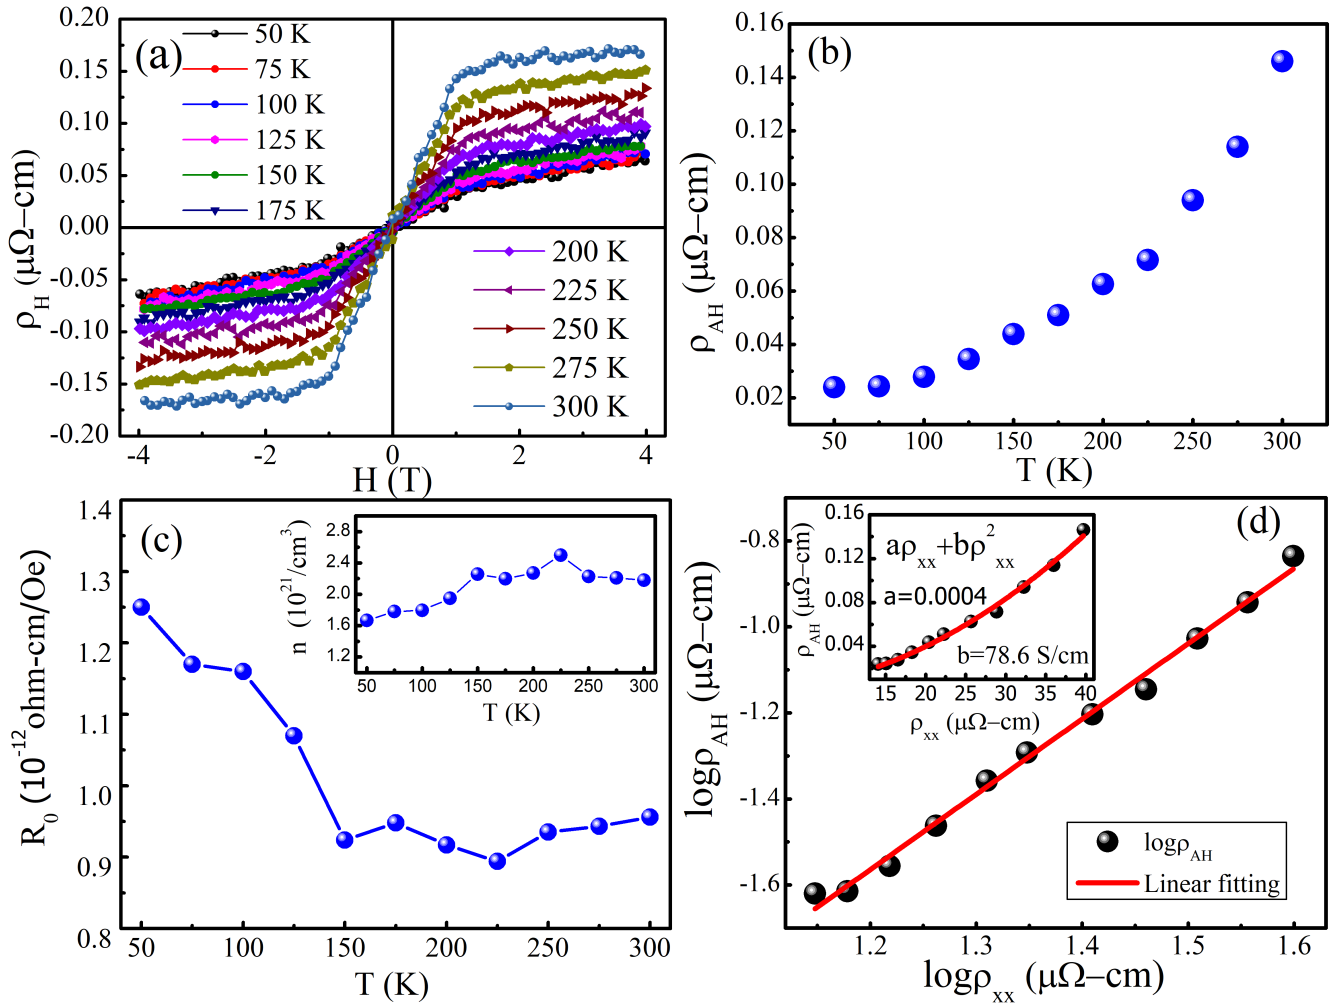 (a)
0.20
0.15
0.10
0.05
0.00
-0.05
-0.10
-0.15
-0.20
ρH (μΩ–cm)
50 K
75 K
100 K
125 K
150 K
175 K
200 K
225 K
250 K
275 K
300 K
-4 -2 0 2 4
H (T)
(b)
0.16
0.14
0.12
0.10
0.08
0.06
0.04
0.02
ρAH (μΩ–cm)
50 100 150 200 250 300
T (K)
(c)
1.4
1.3
1.2
1.1
1.0
0.9
0.8
R0 (10-12ohm-cm/Oe)
50 100 150 200 250 300
T (K)
2.8
2.4
2.0
1.6
1.2
n (1021/cm3)
50 100 150 200 250 300
T (K)
(d)
-0.8
-1.0
-1.2
-1.4
-1.6
logρAH (μΩ–cm)
1.2 1.3 1.4 1.5 1.6
logρxx (μΩ–cm)
0.16
0.12
0.08
0.04
ρAH (μΩ–cm)
aρxx+bρ2xx
a=0.0004
b=78.6 S/cm
15 20 25 30 35 40
ρxx (μΩ–cm)
logρAH
Linear fitting